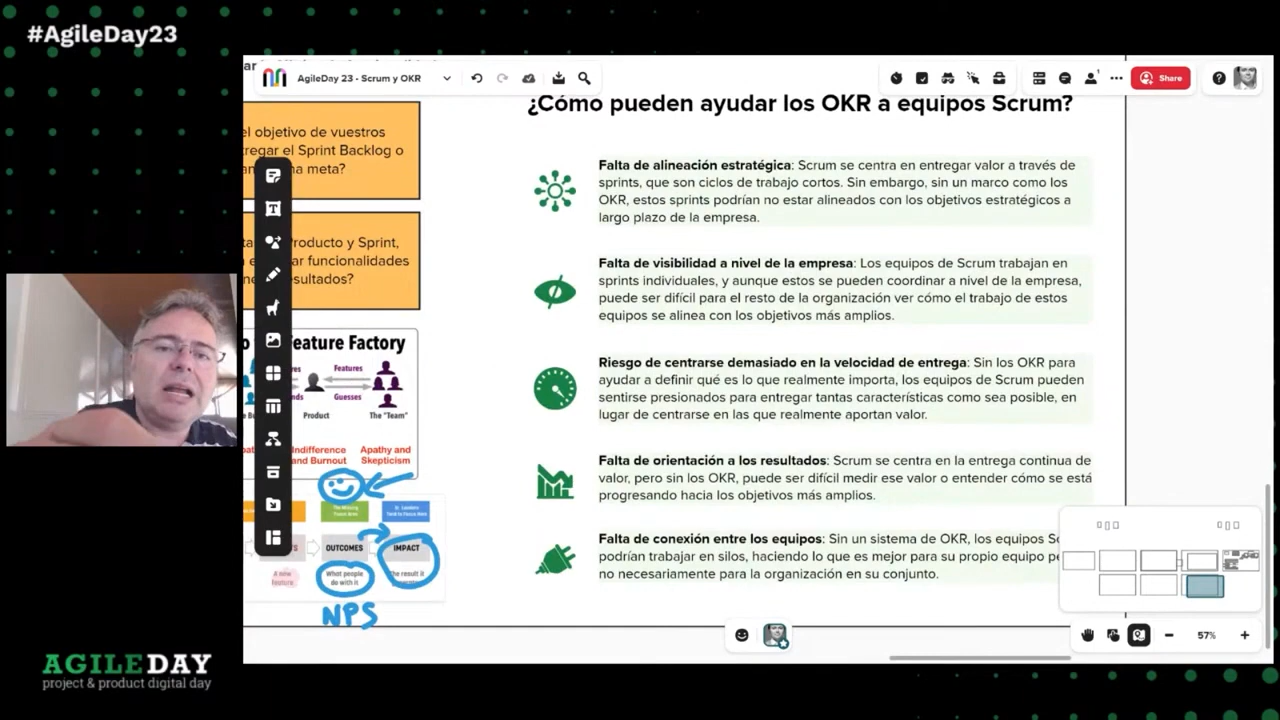 #AgileDay23
AgileDay 23 - Scrum y OKR
Share
el objetivo de vuestros
regar el Sprint Backlog o
na meta?
Producto y Sprint,
ar funcionalidades
resultados?
Feature Factory
Features
Guesses
Product
The "Team"
Indifference
and Burnout
Apathy and
Skepticism
OUTCOMES
IMPACT
A new
feature
What people
do with it
The result it
NPS
¿Cómo pueden ayudar los OKR a equipos Scrum?
Falta de alineación estratégica: Scrum se centra en entregar valor a través de
sprints, que son ciclos de trabajo cortos. Sin embargo, sin un marco como los
OKR, estos sprints podrían no estar alineados con los objetivos estratégicos a
largo plazo de la empresa.
Falta de visibilidad a nivel de la empresa: Los equipos de Scrum trabajan en
sprints individuales, y aunque estos se pueden coordinar a nivel de la empresa,
puede ser difícil para el resto de la organización ver cómo el trabajo de estos
equipos se alinea con los objetivos más amplios.
Riesgo de centrarse demasiado en la velocidad de entrega: Sin los OKR para
ayudar a definir qué es lo que realmente importa, los equipos de Scrum pueden
sentirse presionados para entregar tantas características como sea posible, en
lugar de centrarse en las que realmente aportan valor.
Falta de orientación a los resultados: Scrum se centra en la entrega continua de
valor, pero sin los OKR, puede ser difícil medir ese valor o entender cómo se está
progresando hacia los objetivos más amplios.
Falta de conexión entre los equipos: Sin un sistema de OKR, los equipos Sc
podrían trabajar en silos, haciendo lo que es mejor para su propio equipo pe
no necesariamente para la organización en su conjunto.
57%
AGILEDAY
project & product digital day